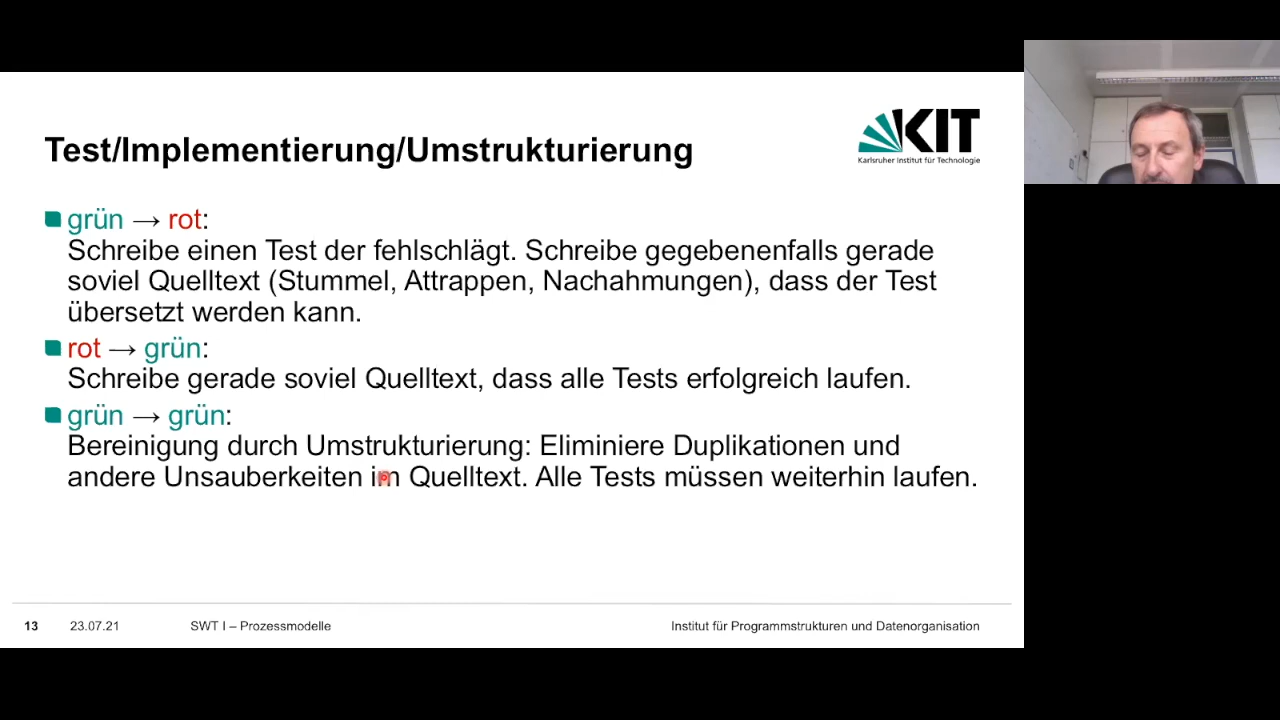 Test/Implementierung/Umstrukturierung
KIT
Karlsruher Institut für Technologie
grün → rot:
Schreibe einen Test der fehlschlägt. Schreibe gegebenenfalls gerade
soviel Quelltext (Stummel, Attrappen, Nachahmungen), dass der Test
übersetzt werden kann.
rot → grün:
Schreibe gerade soviel Quelltext, dass alle Tests erfolgreich laufen.
grün → grün:
Bereinigung durch Umstrukturierung: Eliminiere Duplikationen und
andere Unsauberkeiten im Quelltext. Alle Tests müssen weiterhin laufen.
13 23.07.21 SWT I – Prozessmodelle Institut für Programmstrukturen und Datenorganisation